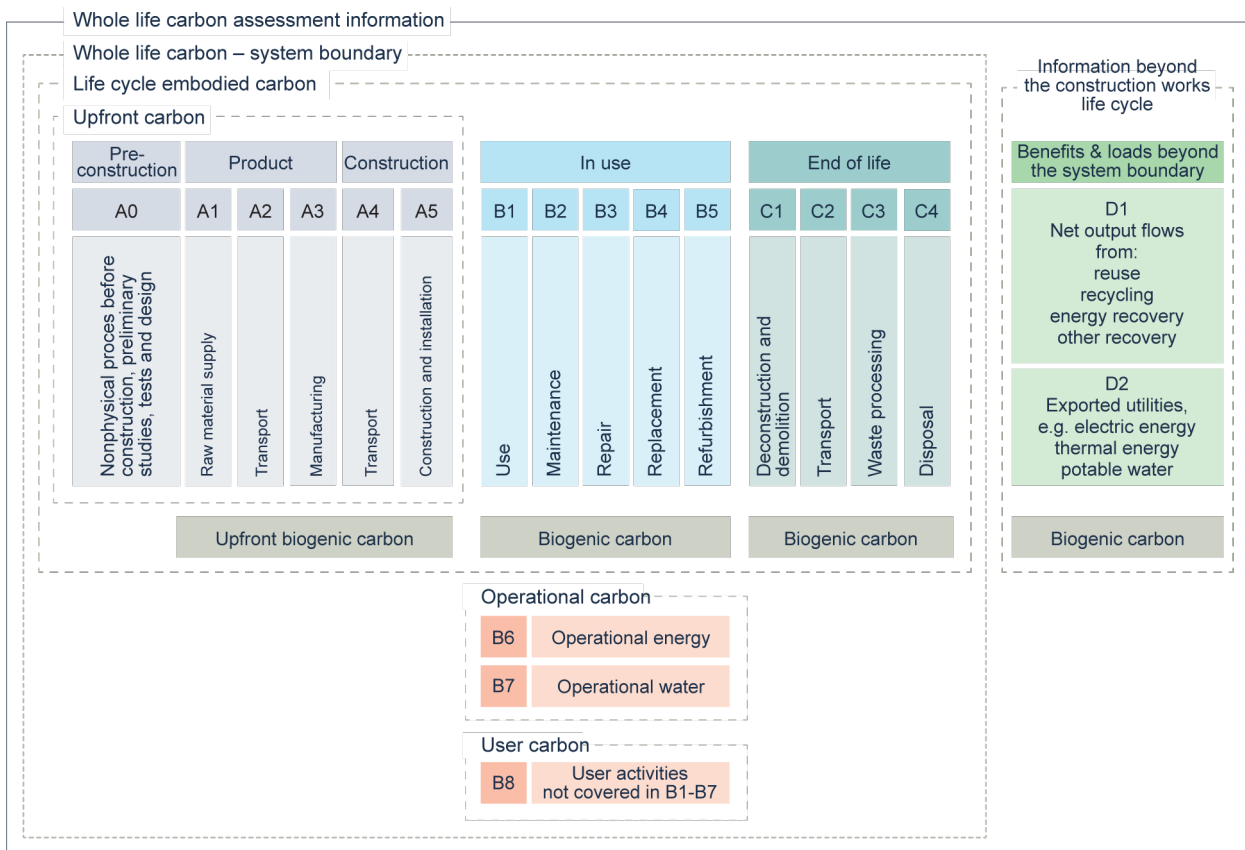 Whole life carbon assessment information
Whole life carbon – system boundary
Life cycle embodied carbon
Upfront carbon
Information beyond
the construction works
life cycle
Pre-
construction
Product
Construction
In use
End of life
Benefits & loads beyond
the system boundary
A0
A1
A2
A3
A4
A5
B1
B2
B3
B4
B5
C1
C2
C3
C4
Nonphysical proces before
construction, preliminary
studies, tests and design
Raw material supply
Transport
Manufacturing
Transport
Construction and installation
Use
Maintenance
Repair
Replacement
Refurbishment
Deconstruction and
demolition
Transport
Waste processing
Disposal
D1
Net output flows
from:
reuse
recycling
energy recovery
other recovery
D2
Exported utilities,
e.g. electric energy
thermal energy
potable water
Upfront biogenic carbon
Biogenic carbon
Biogenic carbon
Biogenic carbon
Operational carbon
B6
Operational energy
B7
Operational water
User carbon
B8
User activities
not covered in B1-B7